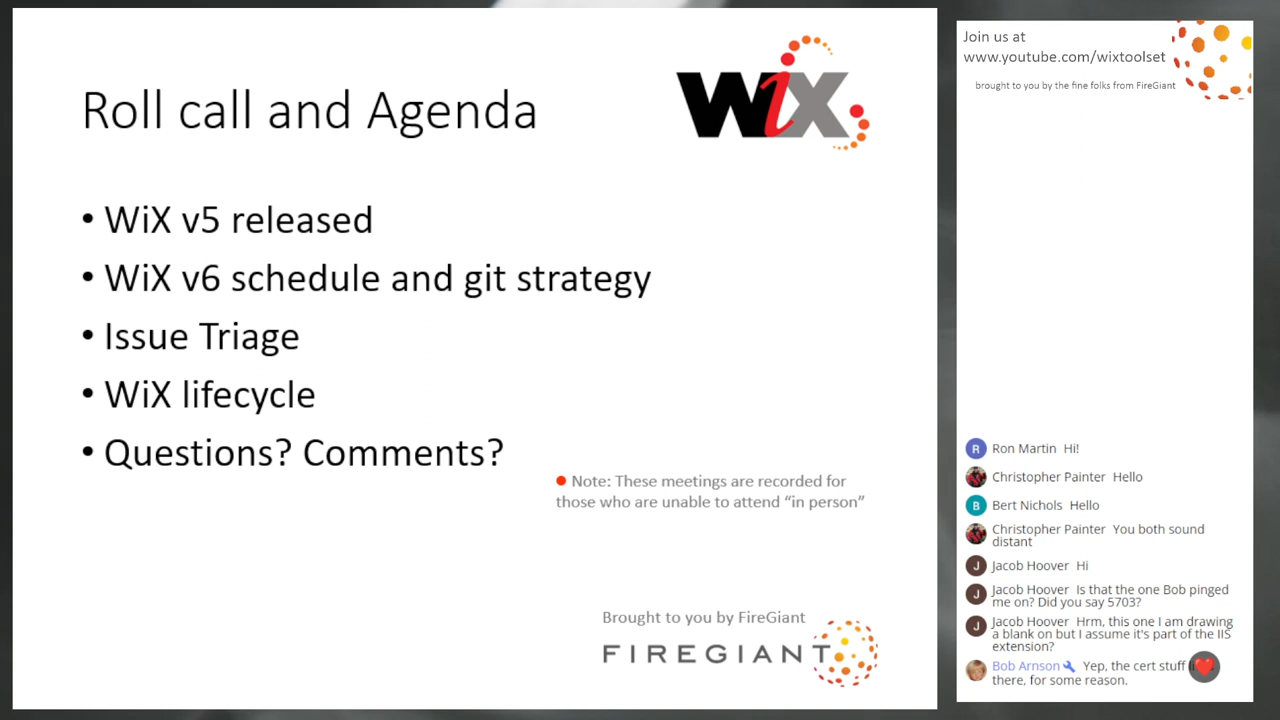 Roll call and Agenda
WiX
• WiX v5 released
• WiX v6 schedule and git strategy
• Issue Triage
• WiX lifecycle
• Questions? Comments?
Note: These meetings are recorded for
those who are unable to attend “in person”
Brought to you by FireGiant
FIREGIANT
Join us at
www.youtube.com/wixtoolset
brought to you by the fine folks from FireGiant
R Ron Martin Hi!
Christopher Painter Hello
B Bert Nichols Hello
Christopher Painter You both sound
distant
J Jacob Hoover Hi
J Jacob Hoover Is that the one Bob pinged
me on? Did you say 5703?
J Jacob Hoover Hrm, this one I am drawing
a blank on but I assume it's part of the IIS
extension?
Bob Arnson Yep, the cert stuff
there, for some reason.